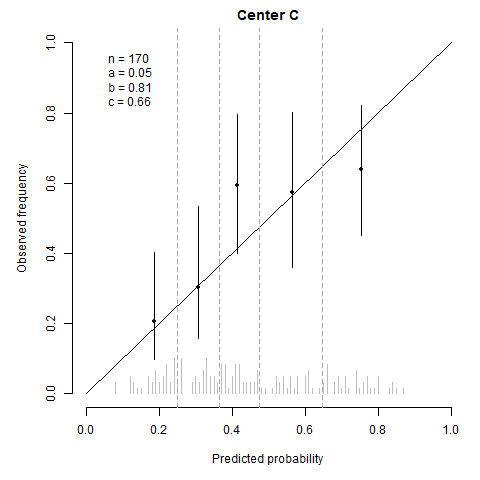 Center C
n = 170
a = 0.05
b = 0.81
c = 0.66
Observed frequency
1.0
0.8
0.6
0.4
0.2
0.0
0.0 0.2 0.4 0.6 0.8 1.0
Predicted probability